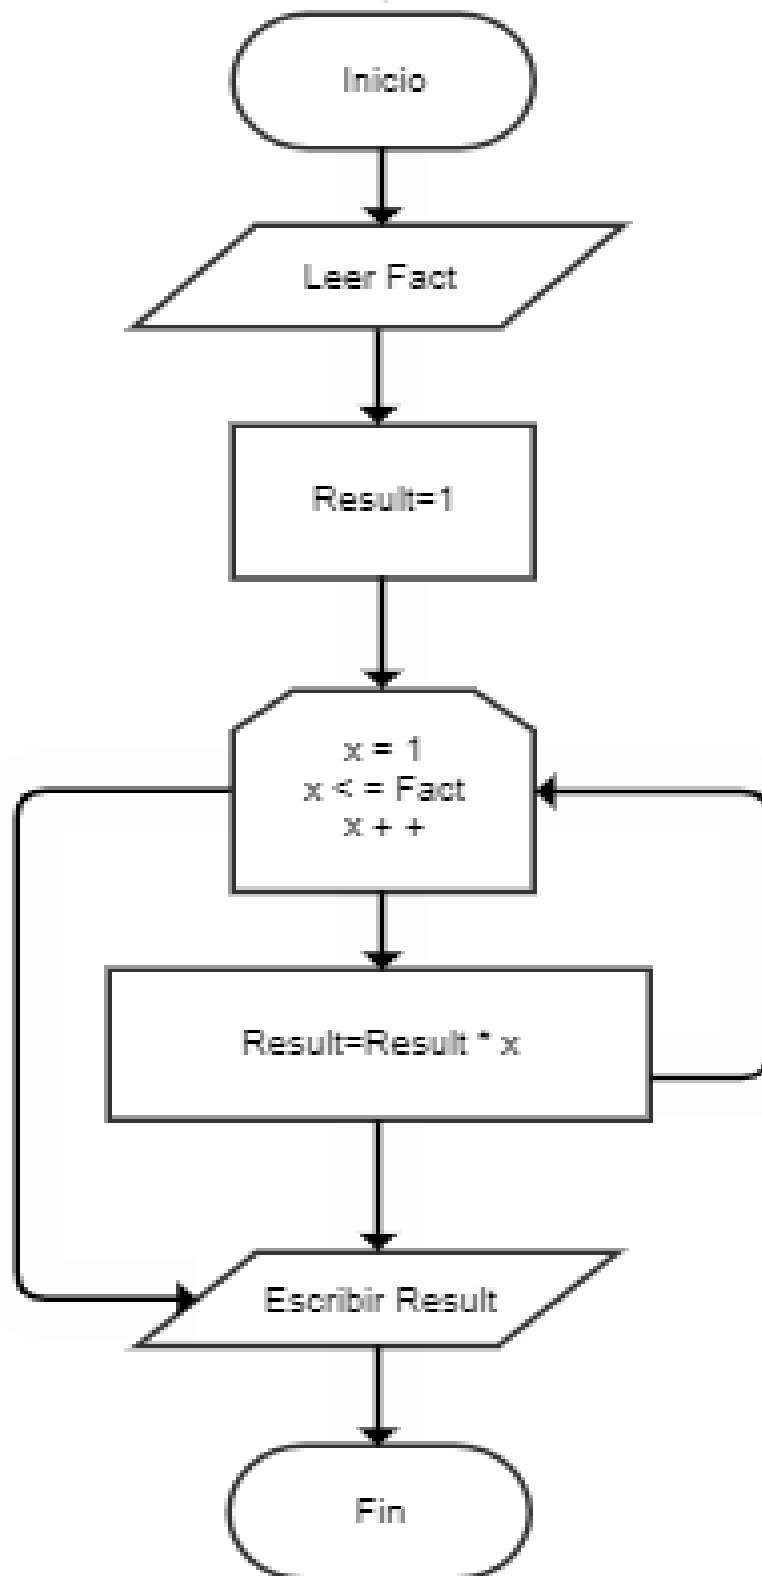 Inicio
Leer Fact
Result=1
x = 1
x < = Fact
x + +
Result=Result * x
Escribir Result
Fin